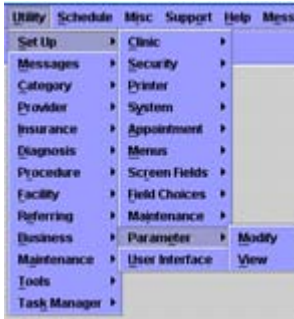 Utility Schedule Misc Support Help Mess
Set Up
Messages
Category
Provider
Insurance
Diagnosis
Procedure
Facility
Referring
Business
Maintenance
Tools
Task Manager
Clinic
Security
Printer
System
Appointment
Menus
Screen Fields
Field Choices
Maintenance
Parameter
User Interface
Modify
View